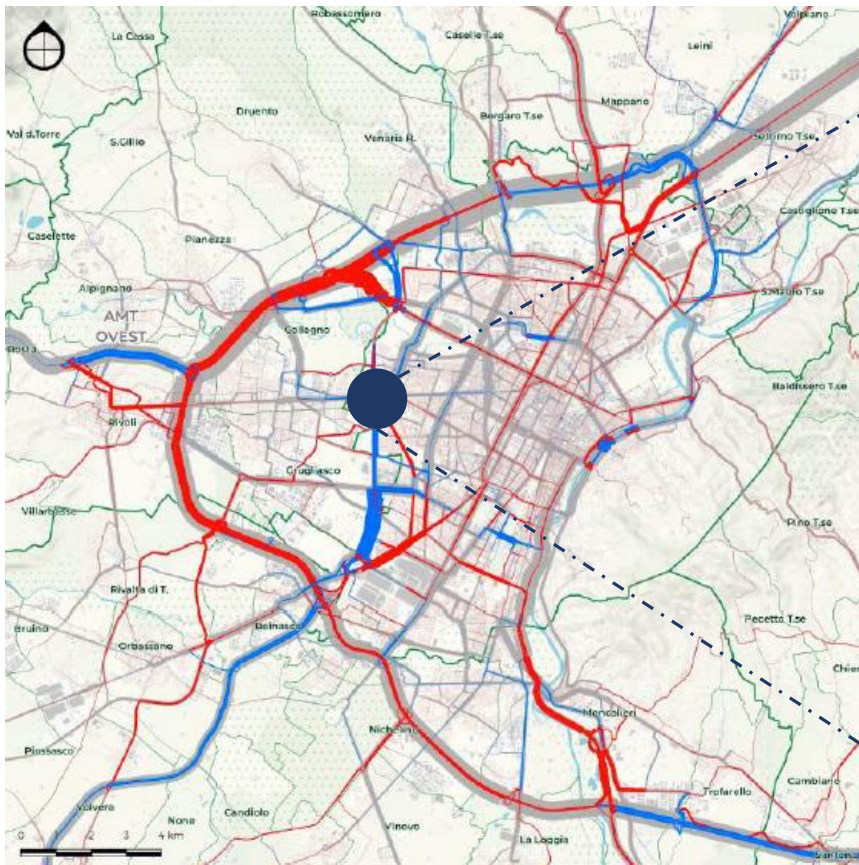 Robassomero
Volpiano
La Cassa
Caselle T.se
Leinì
Druento
Mappano
Borgaro T.se
Val d.Torre
Venaria R.
Settimo T.se
S.Gillio
Castiglione T.se
Caselette
Pianezza
Alpignano
S.Mauro T.se
AMT
OVEST
Collegno
Rosta
Baldissero T.se
Rivoli
Grugliasco
Villarbasse
Pino T.se
Rivalta di T.
Bruino
Beinasco
Pecetto T.se
Orbassano
Chieri
Moncalieri
Nichelino
Piossasco
Cambiano
Trofarello
Volvera
None
Candiolo
Vinovo
La Loggia
0 1 2 3 4 km